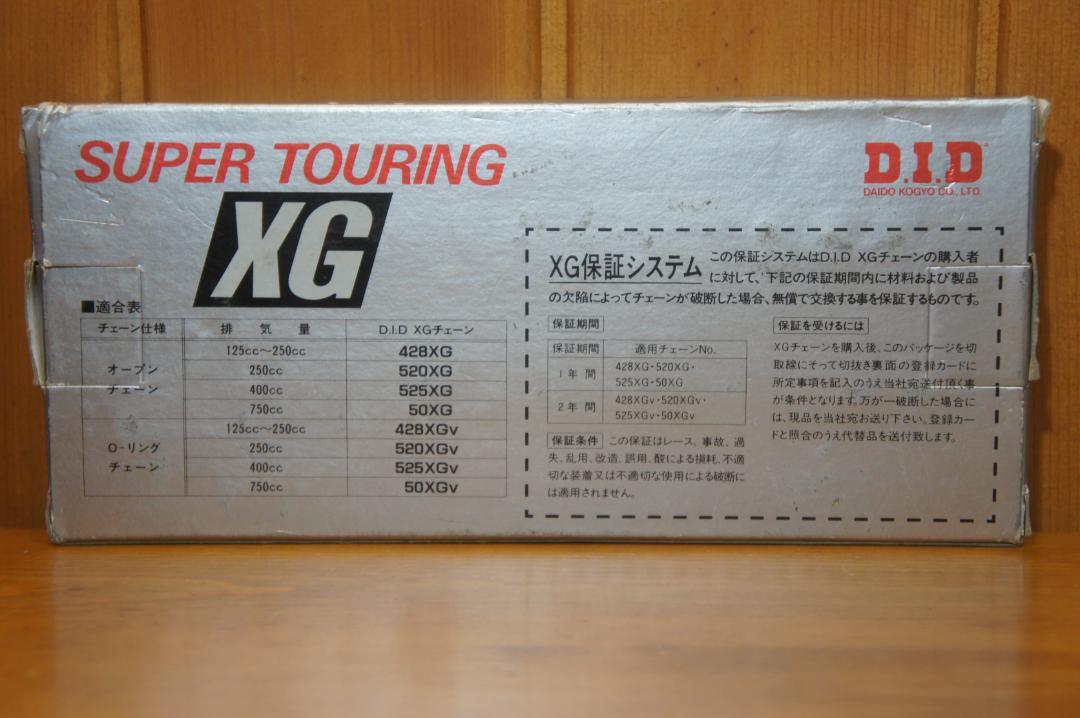 SUPER TOURING
XG
D.I.D
DAIDO KOGYO CO., LTD.
■適合表
チェーン仕様 排気量 D.I.D XGチェーン
オープンチェーン 125cc〜250cc 428XG
250cc 520XG
400cc 525XG
750cc 50XG
O-リングチェーン 125cc〜250cc 428XGv
250cc 520XGv
400cc 525XGv
750cc 50XGv
XG保証システム
この保証システムはD.I.D XGチェーンの購入者
に対して、下記の保証期間内に材料および製品
の欠陥によってチェーンが破断した場合、無償で交換する事を保証するものです。
保証期間
保証期間 適用チェーンNo.
1年間 428XG・520XG・
525XG・50XG
2年間 428XGv・520XGv・
525XGv・50XGv
保証条件 この保証はレース、事故、過
失、乱用、改造、誤用、酸による損耗、不適
切な装着又は不適切な使用による破断に
は適用されません。
保証を受けるには
XGチェーンを購入後、このパッケージを切
取線にそって切抜き裏面の登録カードに
所定事項を記入のうえ当社宛送付頂く事
が条件となります。万が一破断した場合に
は、現品を当社宛お送り下さい。登録カー
ドと照合のうえ代替品を送付致します。